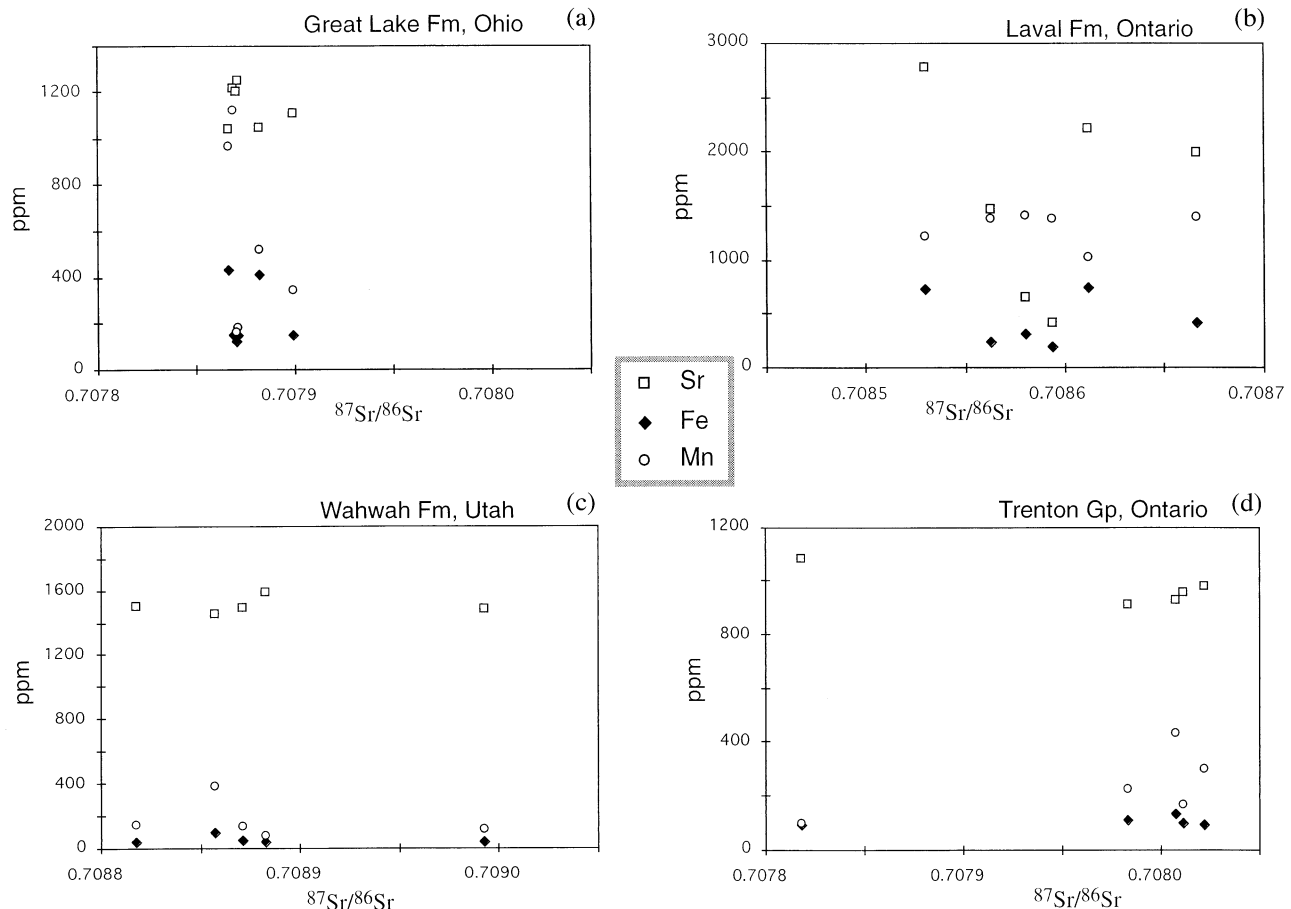 Great Lake Fm, Ohio (a)
1200
800
400
0
ppm
0.7078 0.7079 0.7080
87Sr/86Sr
Laval Fm, Ontario (b)
3000
2000
1000
0
ppm
0.7085 0.7086 0.7087
87Sr/86Sr
Sr
Fe
Mn
Wahwah Fm, Utah (c)
2000
1600
1200
800
400
0
ppm
0.7088 0.7089 0.7090
87Sr/86Sr
Trenton Gp, Ontario (d)
1200
800
400
0
ppm
0.7078 0.7079 0.7080
87Sr/86Sr